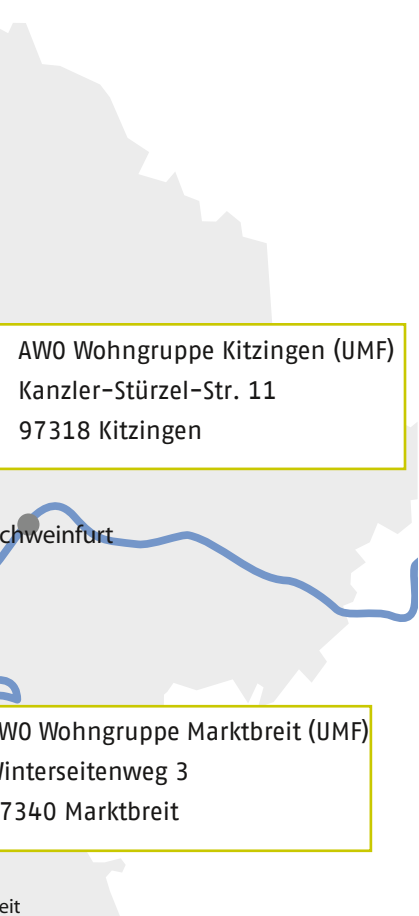 AWO Wohngruppe Kitzingen (UMF)
Kanzler-Stürzel-Str. 11
97318 Kitzingen
chweinfurt
WO Wohngruppe Marktbreit (UMF)
Winterseitenweg 3
7340 Marktbreit
eit